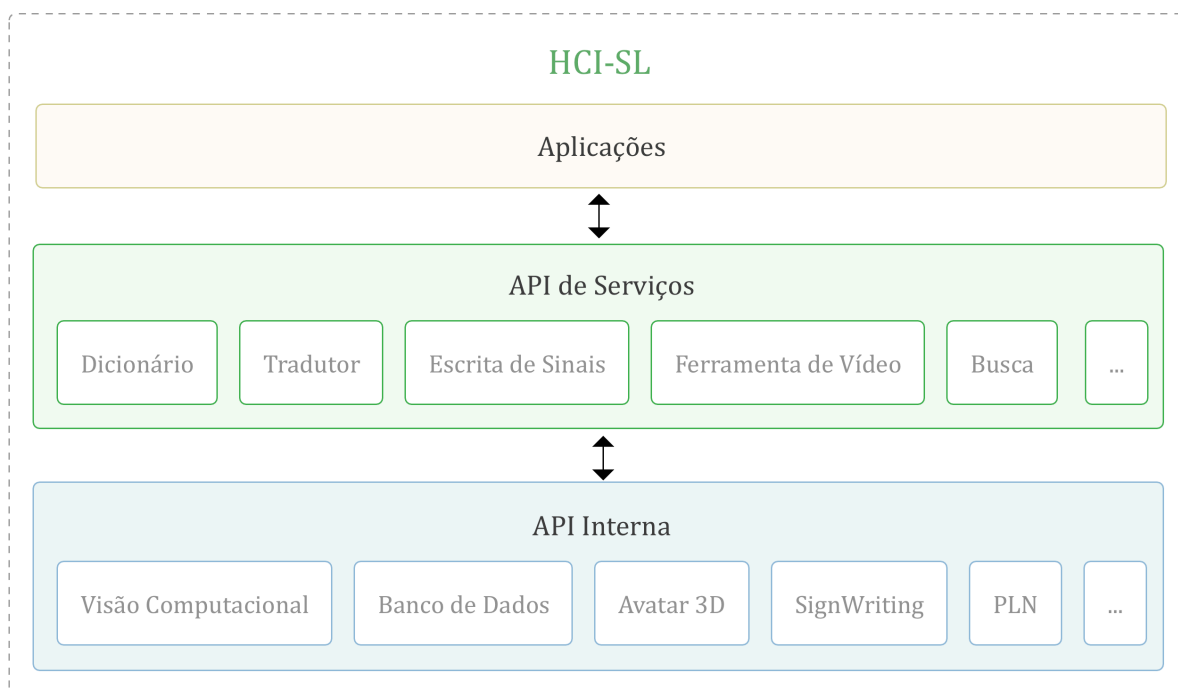 HCI-SL
Aplicações
API de Serviços
Dicionário
Tradutor
Escrita de Sinais
Ferramenta de Vídeo
Busca
...
API Interna
Visão Computacional
Banco de Dados
Avatar 3D
SignWriting
PLN
...